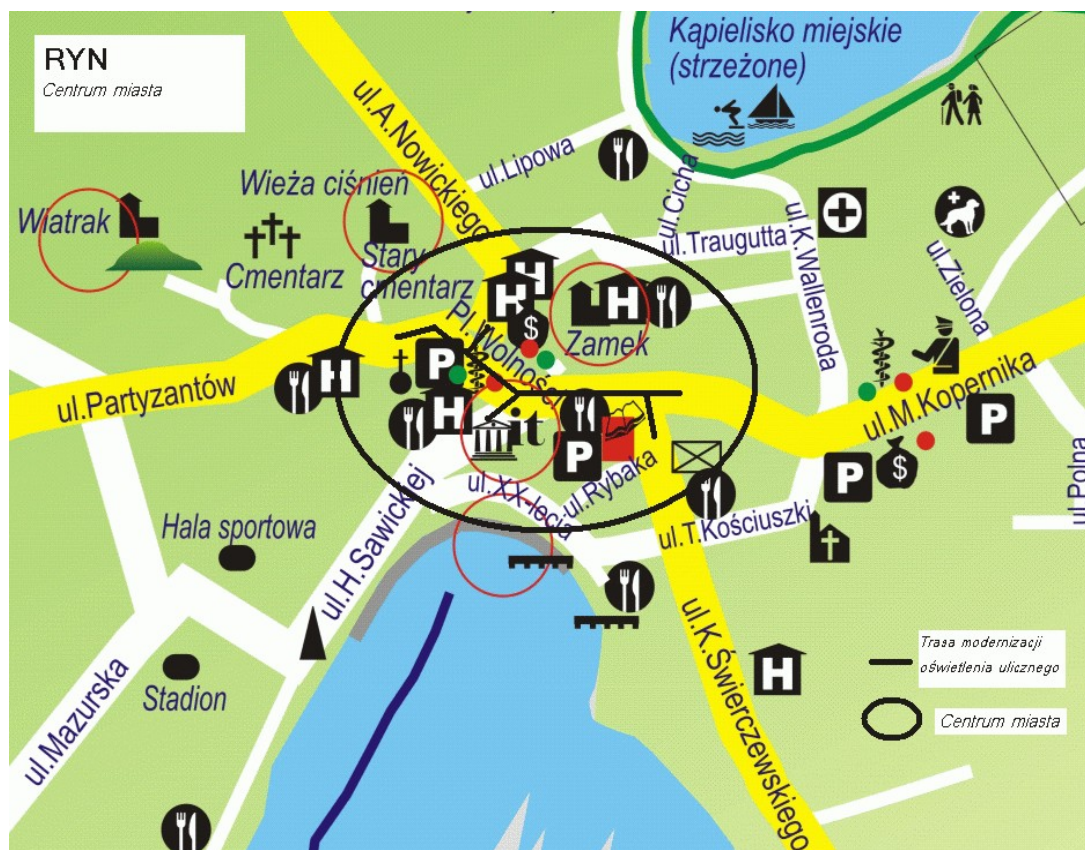 RYN
Centrum miasta
Kąpielisko miejskie
(strzeżone)
ul.A.Nowickiego
ul.Lipowa
ul.Cicha
ul.Traugutta
ul.K.Wallenroda
ul.Zielona
Wieża ciśnień
Wiatrak
Cmentarz
Stary
cmentarz
H
H
H
$
Pl.Wolności
Zamek
P
H
H
it
P
ul.Partyzantów
ul.M.Kopernika
P
P
$
ul.Polna
ul.Rybaka
ul.XX-lecia
ul.T.Kościuszki
Hala sportowa
ul.H.Sawickiej
Stadion
ul.Mazurska
ul.K.Świerczewskiego
H
Trasa modernizacji
oświetlenia ulicznego
Centrum miasta